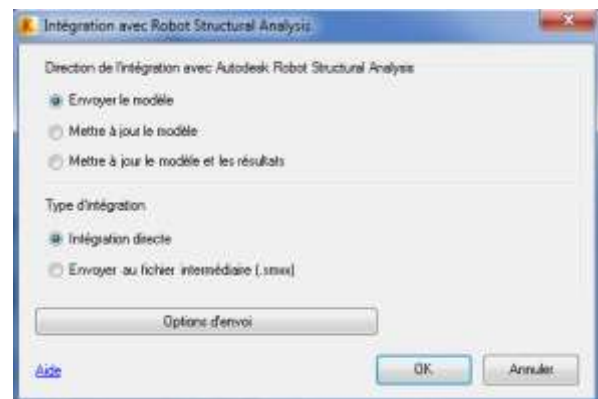 Intégration avec Robot Structural Analysis
Direction de l'intégration avec Autodesk Robot Structural Analysis
Envoyer le modèle
Mettre à jour le modèle
Mettre à jour le modèle et les résultats
Type d'intégration
Intégration directe
Envoyer au fichier intermédiaire (.smxx)
Options d'envoi
Aide
OK
Annuler